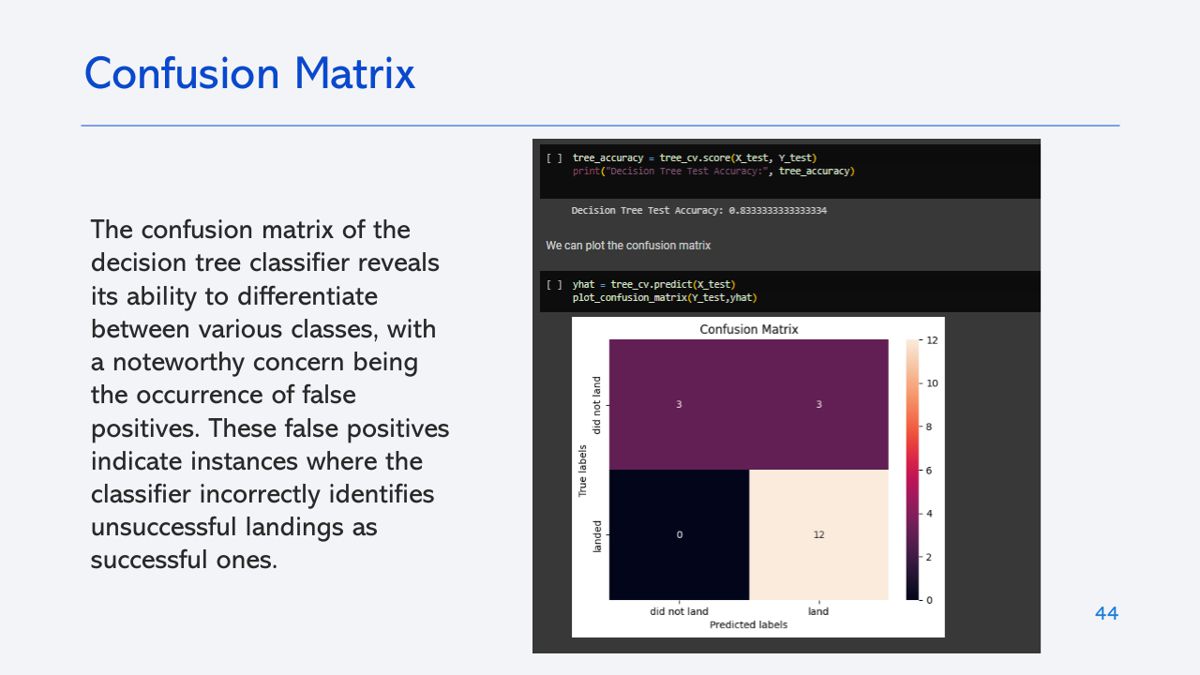 Confusion Matrix
The confusion matrix of the
decision tree classifier reveals
its ability to differentiate
between various classes, with
a noteworthy concern being
the occurrence of false
positives. These false positives
indicate instances where the
classifier incorrectly identifies
unsuccessful landings as
successful ones.
[ ] tree_accuracy = tree_cv.score(X_test, Y_test)
print("Decision Tree Test Accuracy:", tree_accuracy)
Decision Tree Test Accuracy: 0.8333333333333334
We can plot the confusion matrix
[ ] yhat = tree_cv.predict(X_test)
plot_confusion_matrix(Y_test,yhat)
Confusion Matrix
True labels
did not land
landed
3 3
0 12
did not land land
Predicted labels
12
10
8
6
4
2
0
44